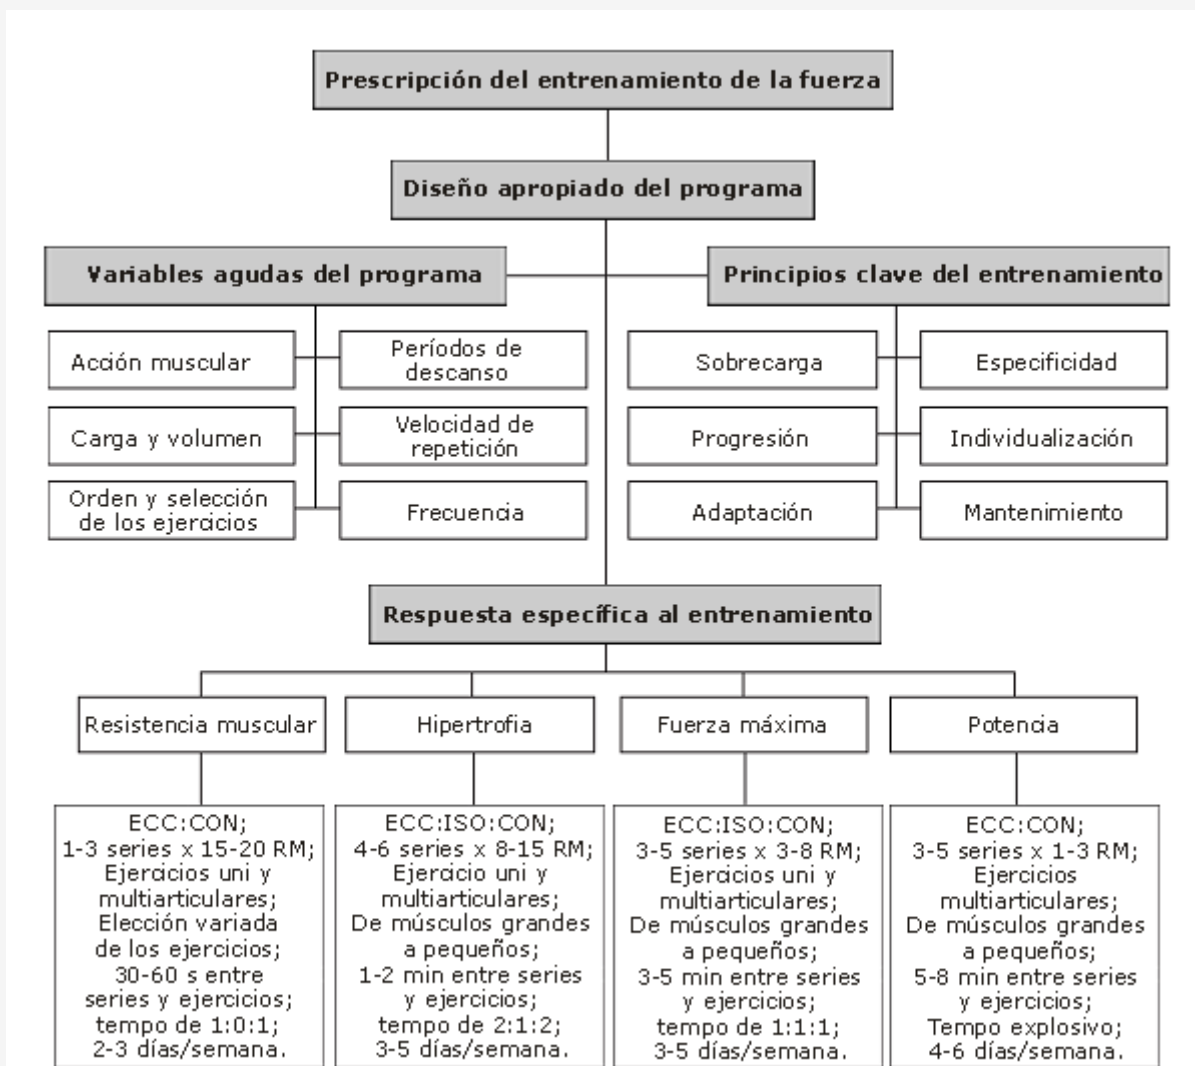 Prescripción del entrenamiento de la fuerza
Diseño apropiado del programa
Variables agudas del programa
Principios clave del entrenamiento
Acción muscular
Períodos de
descanso
Sobrecarga
Especificidad
Carga y volumen
Velocidad de
repetición
Progresión
Individualización
Orden y selección
de los ejercicios
Frecuencia
Adaptación
Mantenimiento
Respuesta específica al entrenamiento
Resistencia muscular
Hipertrofia
Fuerza máxima
Potencia
ECC:CON;
1-3 series x 15-20 RM;
Ejercicios uni y
multiarticulares;
Elección variada
de los ejercicios;
30-60 s entre
series y ejercicios;
tempo de 1:0:1;
2-3 días/semana.
ECC:ISO:CON;
4-6 series x 8-15 RM;
Ejercicio uni y
multiarticulares;
De músculos grandes
a pequeños;
1-2 min entre series
y ejercicios;
tempo de 2:1:2;
3-5 días/semana.
ECC:ISO:CON;
3-5 series x 3-8 RM;
Ejercicios uni y
multiarticulares;
De músculos grandes
a pequeños;
3-5 min entre series
y ejercicios;
tempo de 1:1:1;
3-5 días/semana.
ECC:CON;
3-5 series x 1-3 RM;
Ejercicios
multiarticulares;
De músculos grandes
a pequeños;
5-8 min entre series
y ejercicios;
Tempo explosivo;
4-6 días/semana.